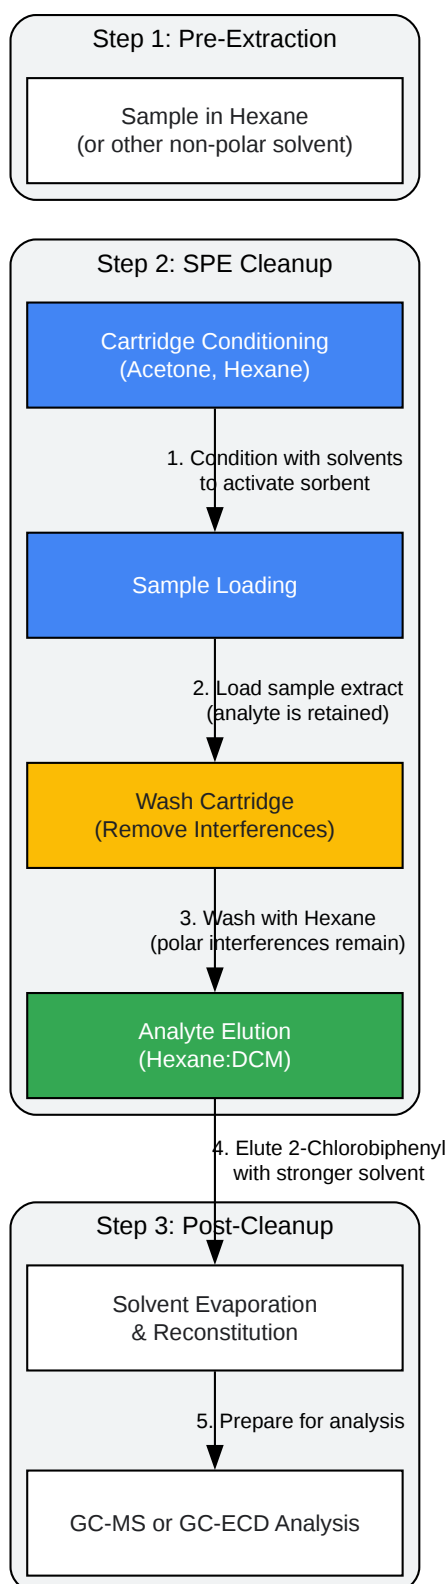 Step 1: Pre-Extraction
Sample in Hexane
(or other non-polar solvent)
Step 2: SPE Cleanup
Cartridge Conditioning
(Acetone, Hexane)
1. Condition with solvents
to activate sorbent
Sample Loading
2. Load sample extract
(analyte is retained)
Wash Cartridge
(Remove Interferences)
3. Wash with Hexane
(polar interferences remain)
Analyte Elution
(Hexane:DCM)
4. Elute 2-Chlorobiphenyl
with stronger solvent
Step 3: Post-Cleanup
Solvent Evaporation
& Reconstitution
5. Prepare for analysis
GC-MS or GC-ECD Analysis